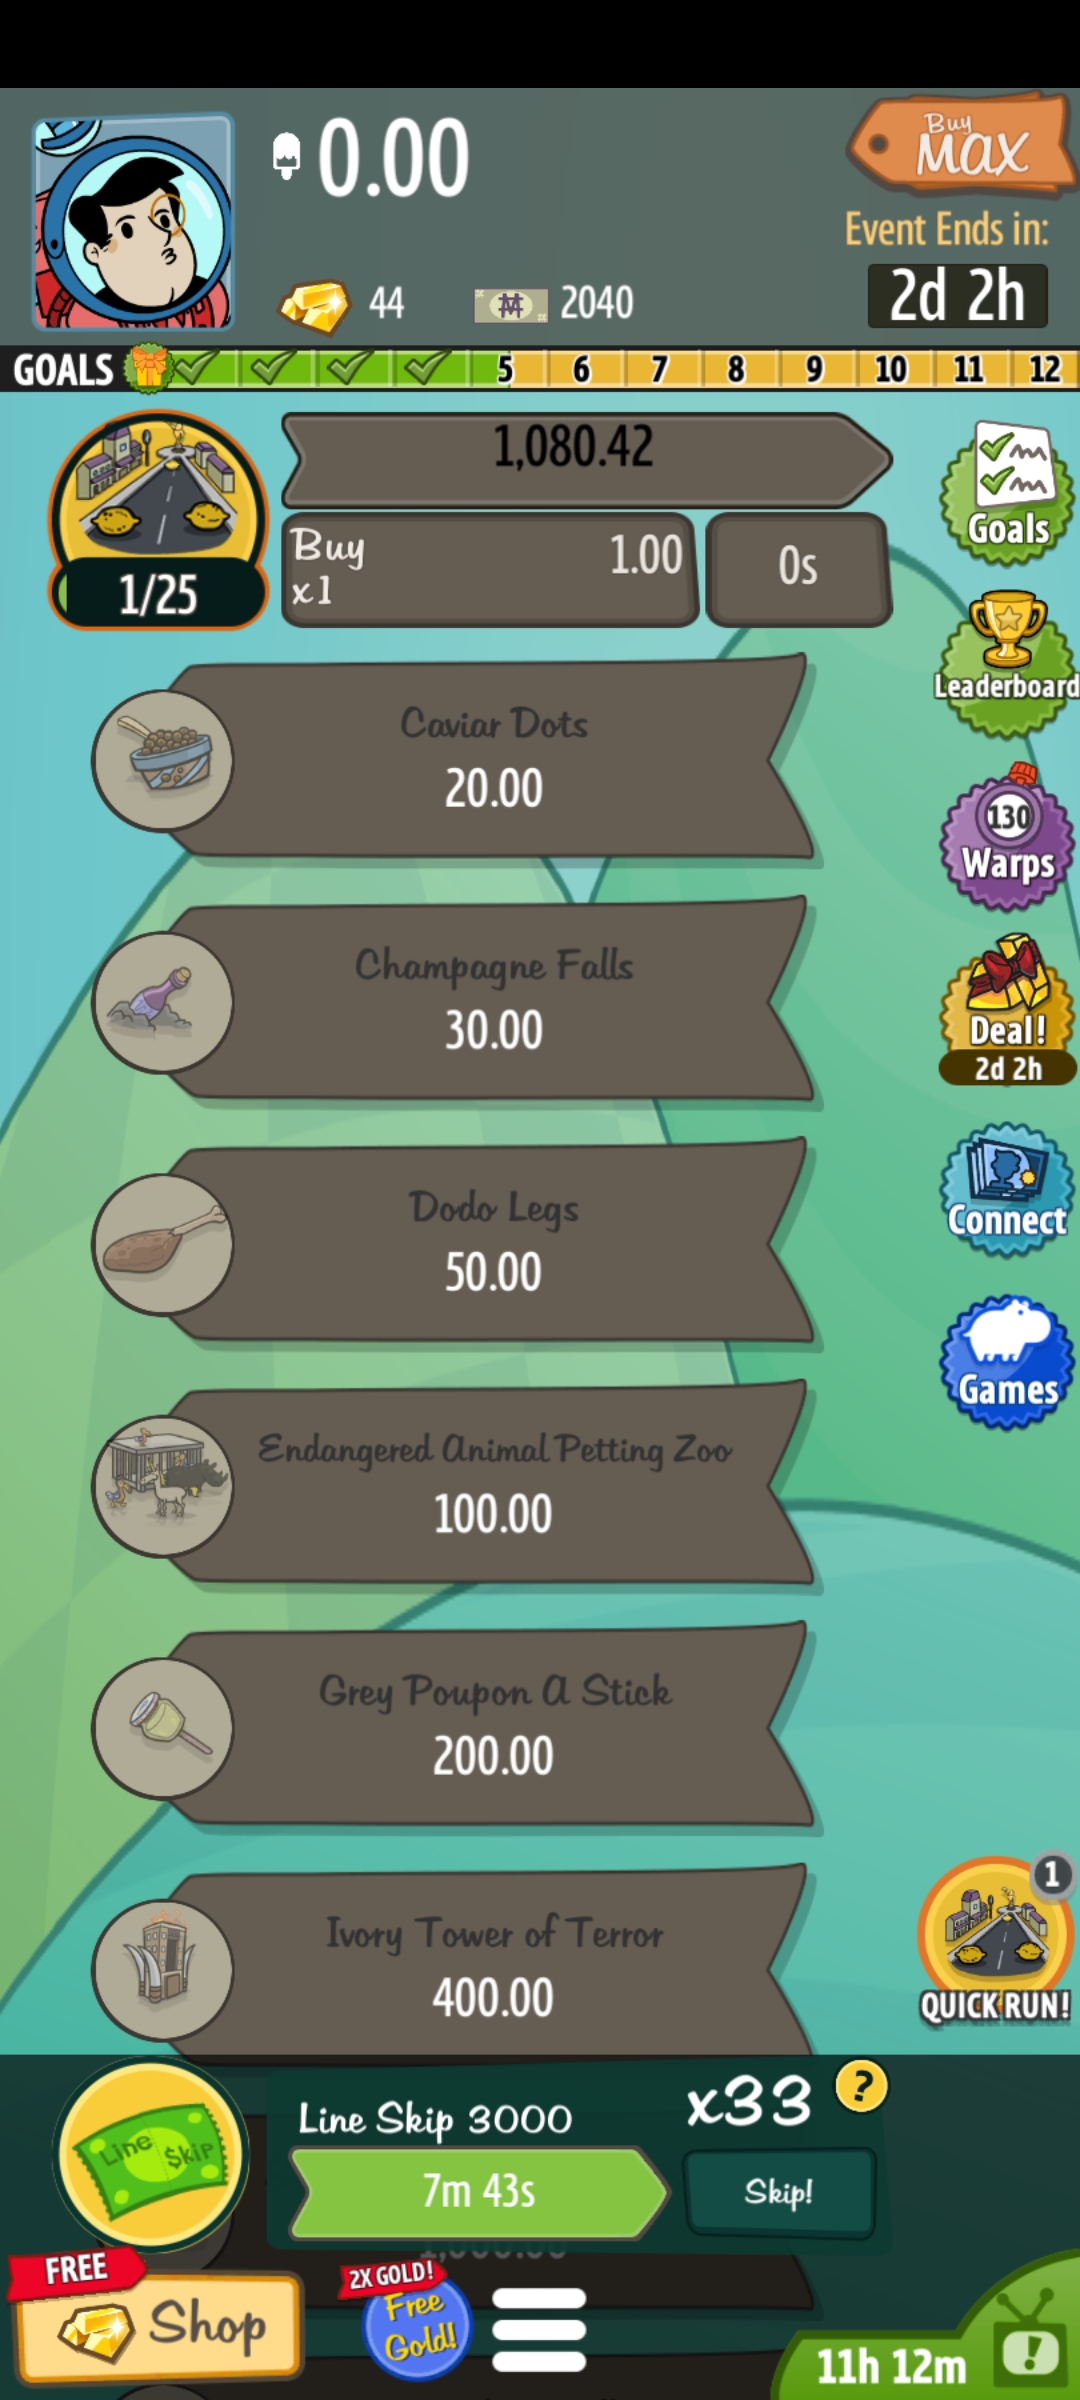 0.00
Buy
Max
Event Ends in:
44
2040
2d 2h
GOALS 5 6 7 8 9 10 11 12
1,080.42
Buy
x1
1.00
0s
1/25
Goals
Leaderboard
Caviar Dots
20.00
130
Warps
Champagne Falls
30.00
Deal!
2d 2h
Dodo Legs
50.00
Connect
Games
Endangered Animal Petting Zoo
100.00
Grey Poupon A Stick
200.00
Ivory Tower of Terror
400.00
1
QUICK RUN!
Line Skip 3000
x33
?
Line $kip
7m 43s
Skip!
FREE
Shop
2X GOLD!
Free
Gold!
11h 12m
!